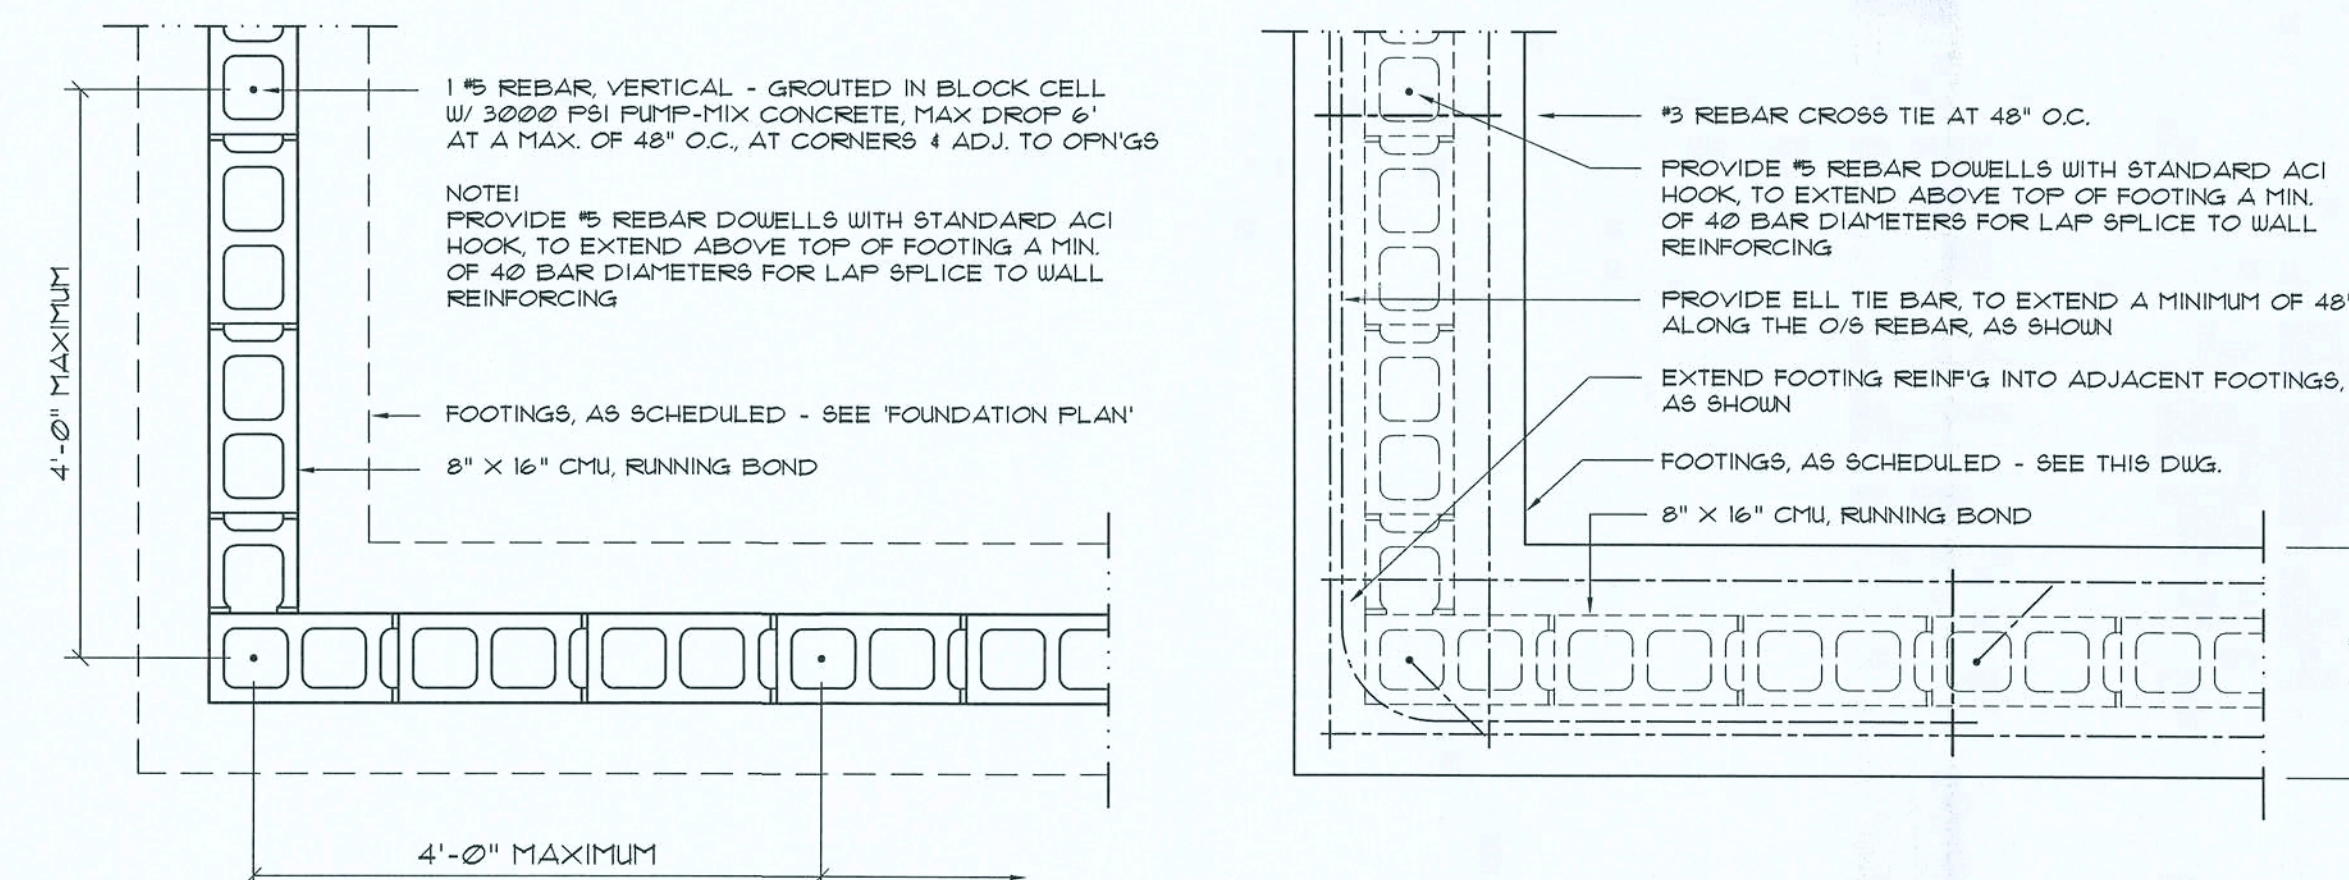 1 #5 REBAR, VERTICAL - GROUTED IN BLOCK CELL
W/ 3000 PSI PUMP-MIX CONCRETE, MAX DROP 6'
AT A MAX. OF 48" O.C., AT CORNERS & ADJ. TO OPN'GS
NOTE!
PROVIDE #5 REBAR DOWELLS WITH STANDARD ACI
HOOK, TO EXTEND ABOVE TOP OF FOOTING A MIN.
OF 40 BAR DIAMETERS FOR LAP SPLICE TO WALL
REINFORCING
4'-0" MAXIMUM
FOOTINGS, AS SCHEDULED - SEE 'FOUNDATION PLAN'
8" X 16" CMU, RUNNING BOND
4'-0" MAXIMUM
#3 REBAR CROSS TIE AT 48" O.C.
PROVIDE #5 REBAR DOWELLS WITH STANDARD ACI
HOOK, TO EXTEND ABOVE TOP OF FOOTING A MIN.
OF 40 BAR DIAMETERS FOR LAP SPLICE TO WALL
REINFORCING
PROVIDE ELL TIE BAR, TO EXTEND A MINIMUM OF 48"
ALONG THE O/S REBAR, AS SHOWN
EXTEND FOOTING REINF'G INTO ADJACENT FOOTINGS,
AS SHOWN
FOOTINGS, AS SCHEDULED - SEE THIS DWG.
8" X 16" CMU, RUNNING BOND